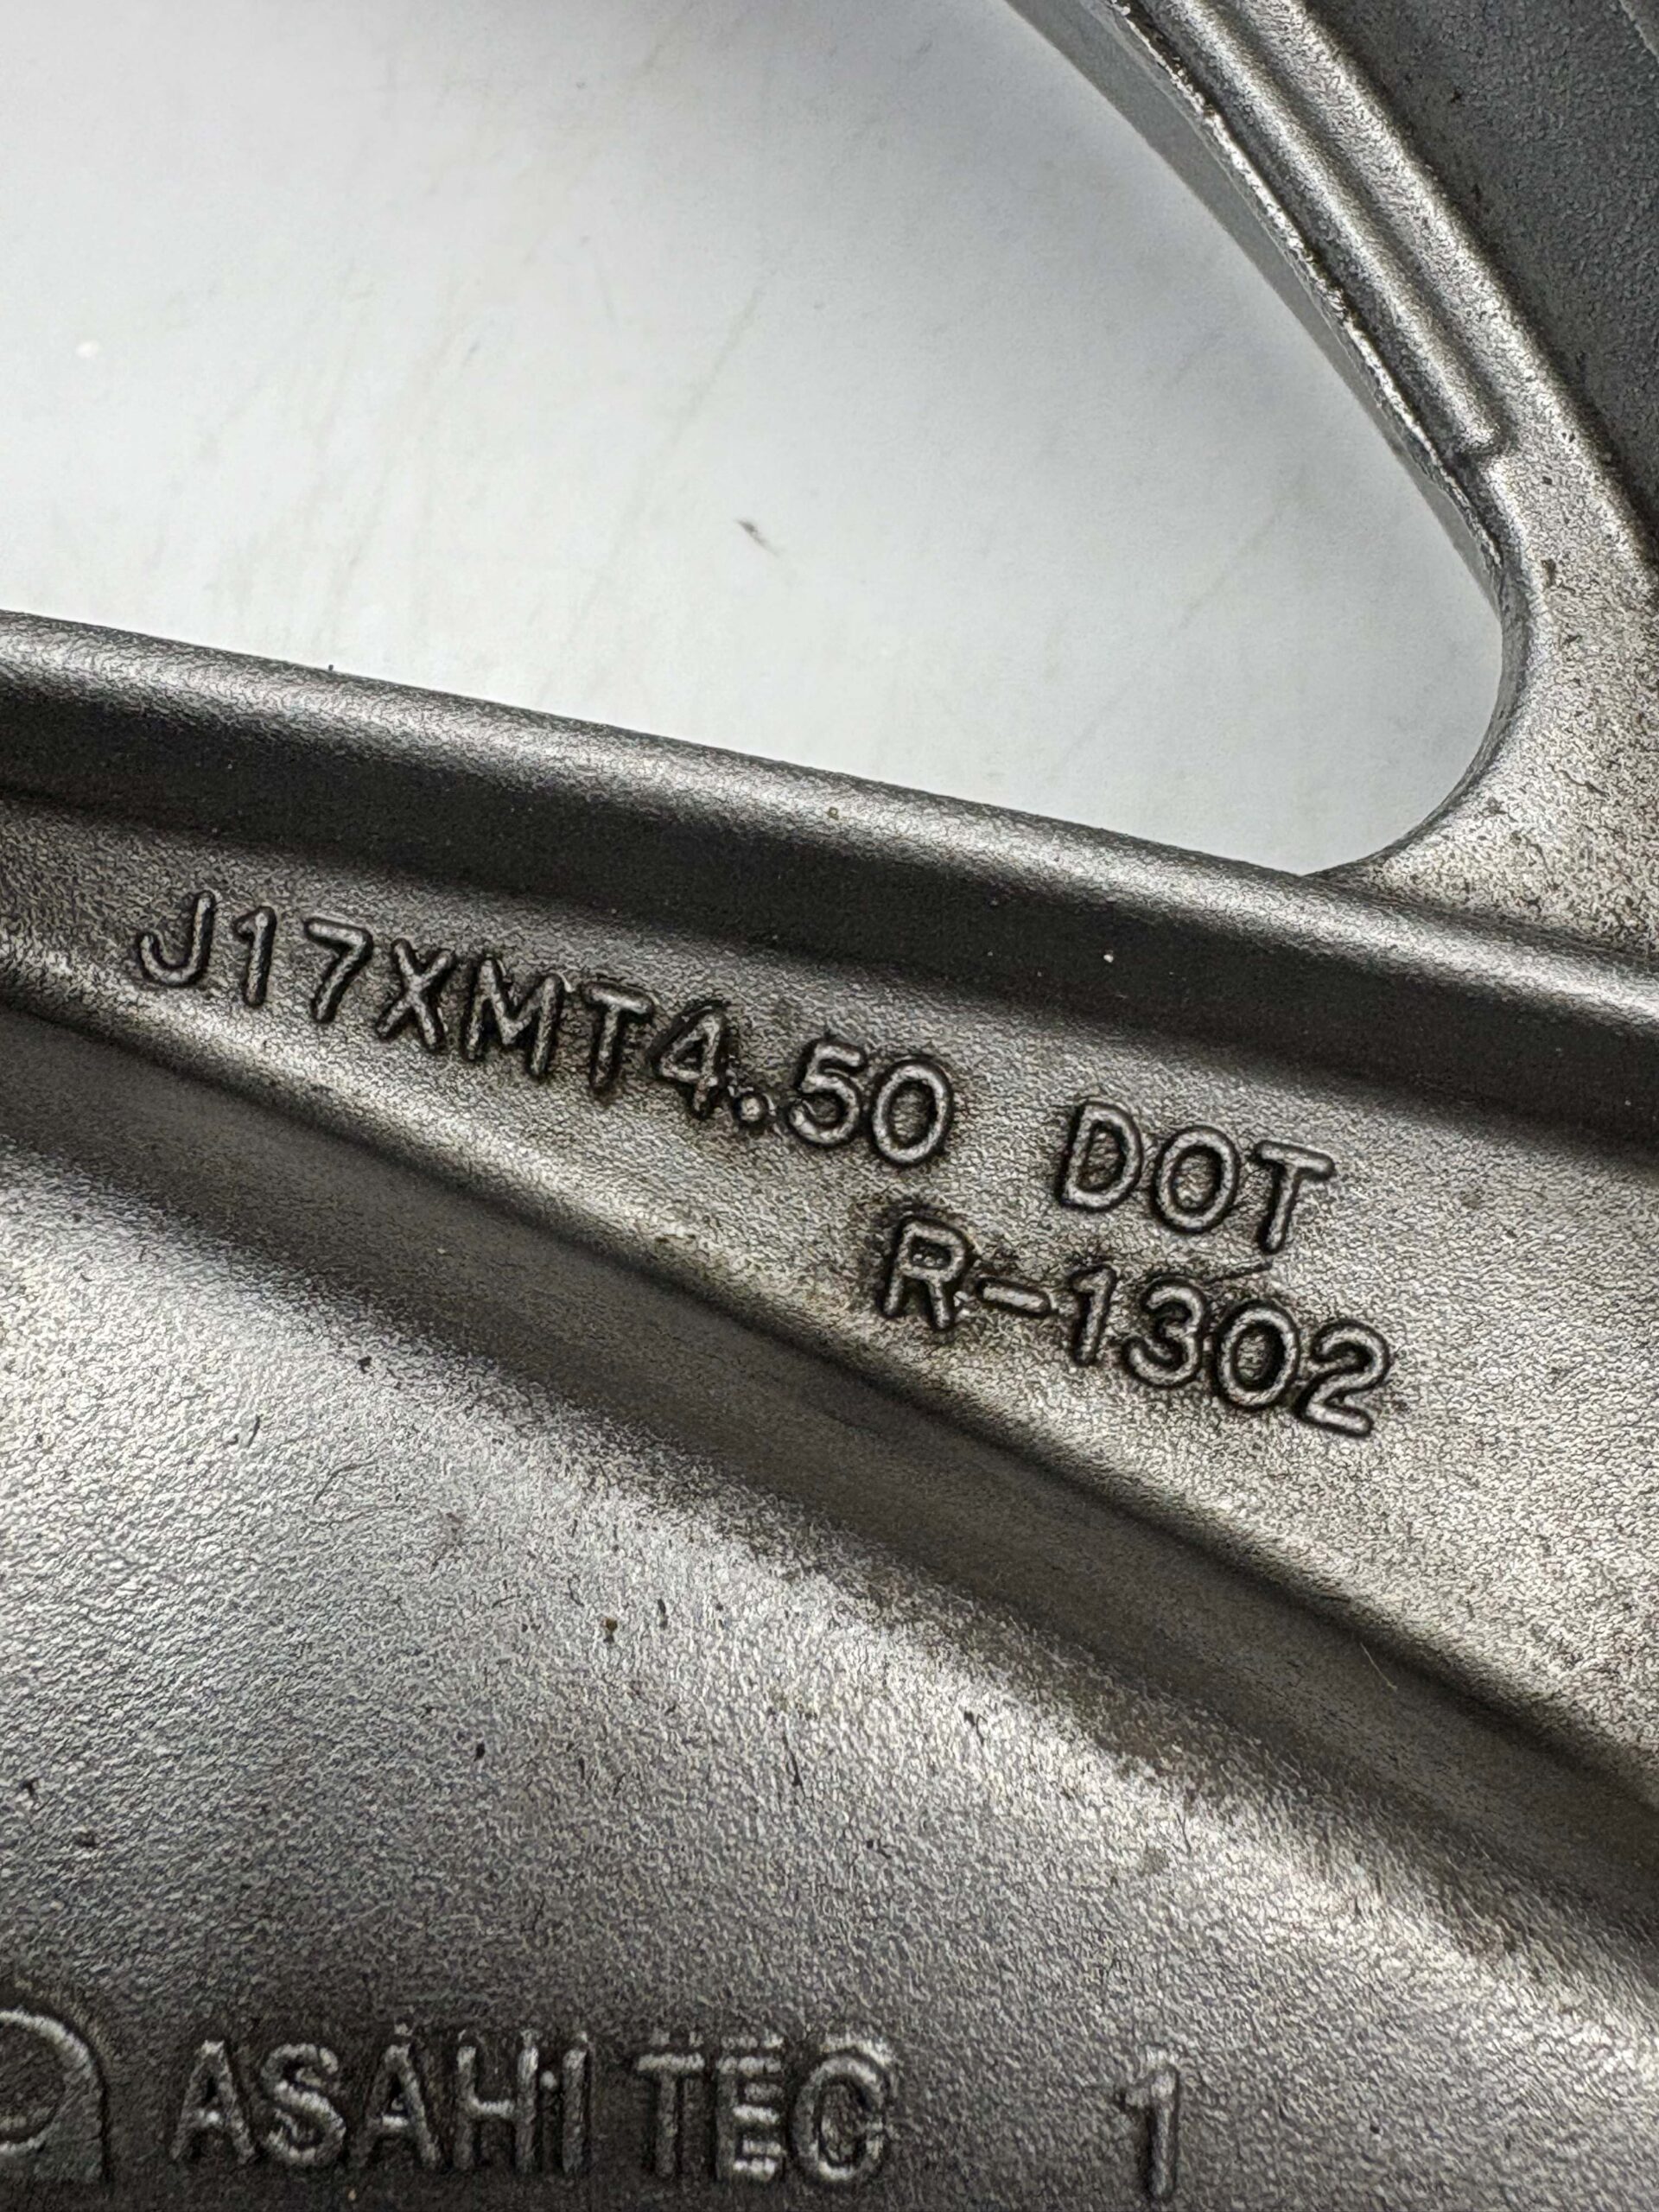 J17XMT4.50 DOT
R-1302
ASAHI TEC 1